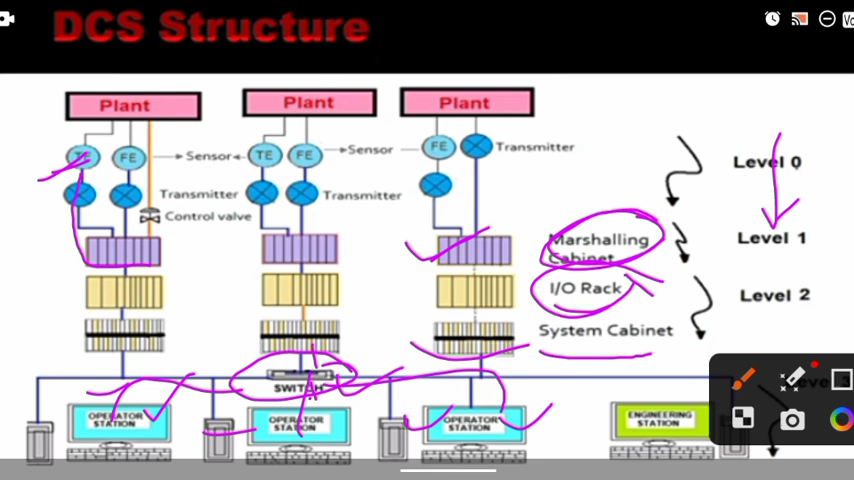 DCS Structure
Plant
Plant
Plant
TE
FE
Sensor
TE
FE
Sensor
FE
Transmitter
Level 0
Transmitter
Transmitter
Control valve
Marshalling
Cabinet
Level 1
I/O Rack
Level 2
System Cabinet
SWITCH
OPERATOR
STATION
OPERATOR
STATION
OPERATOR
STATION
ENGINEERING
STATION